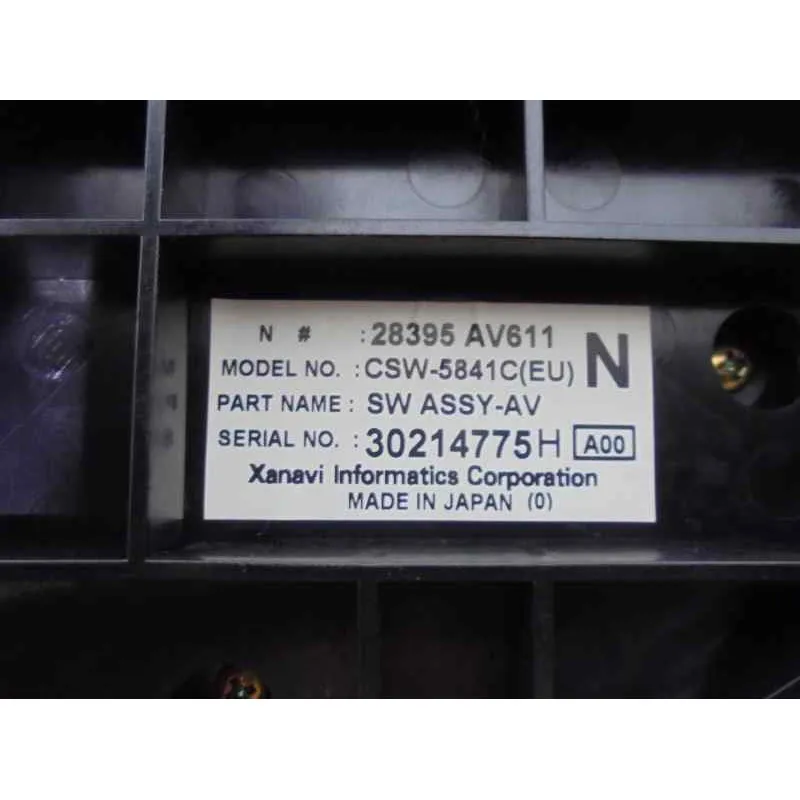 N # : 28395 AV611
MODEL NO. : CSW-5841C(EU) N
PART NAME : SW ASSY-AV
SERIAL NO. : 30214775H A00
Xanavi Informatics Corporation
MADE IN JAPAN (0)